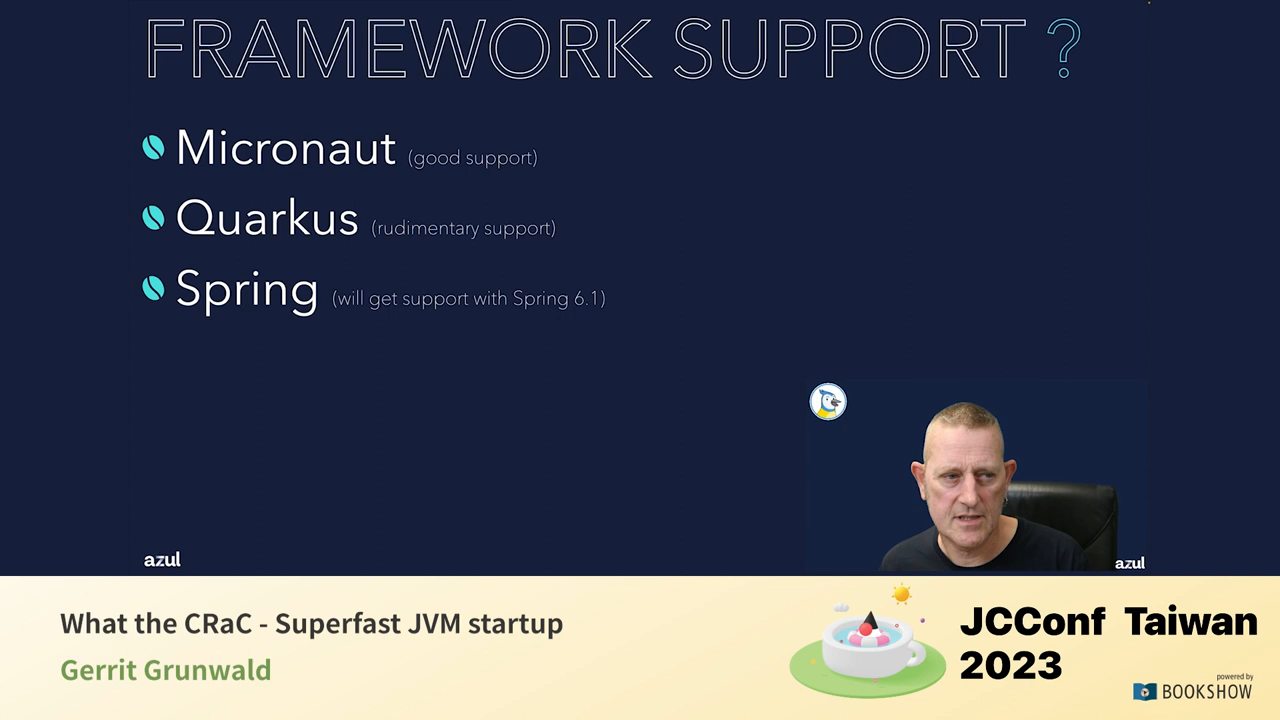 FRAMEWORK SUPPORT ?
Micronaut (good support)
Quarkus (rudimentary support)
Spring (will get support with Spring 6.1)
azul
azul
What the CRaC - Superfast JVM startup
Gerrit Grunwald
JCConf Taiwan
2023
powered by
BOOKSHOW